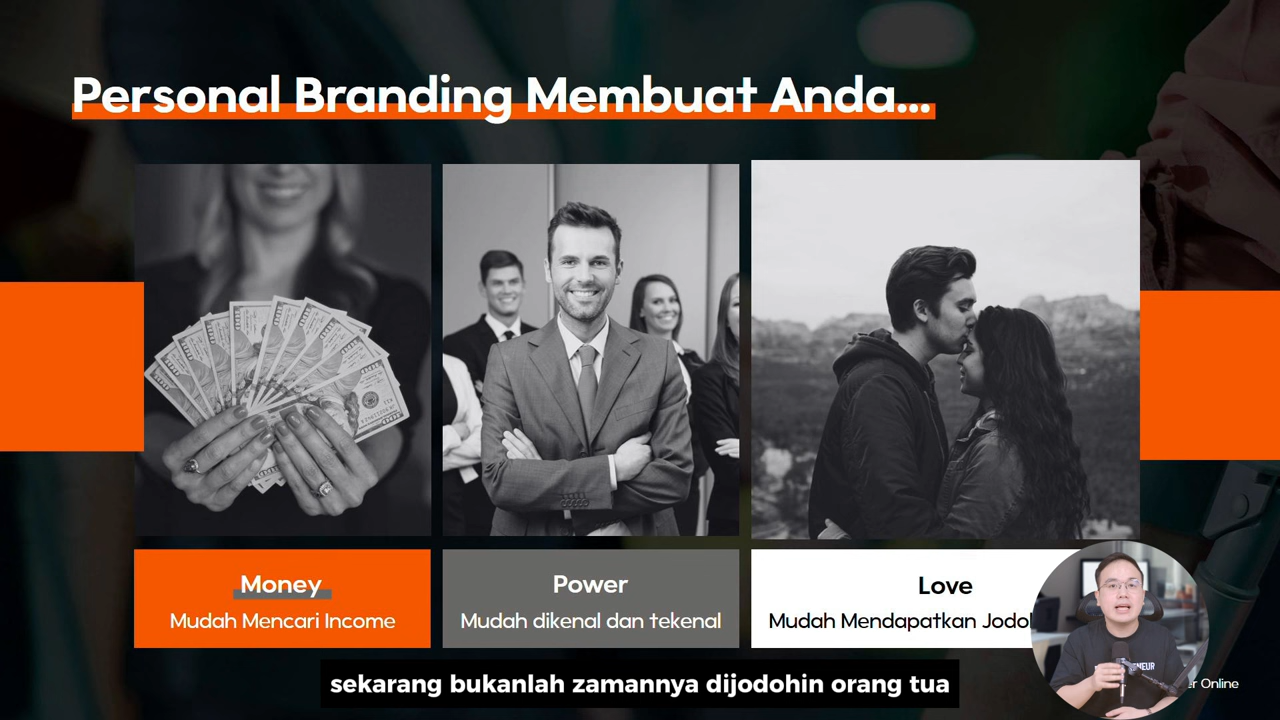 Personal Branding Membuat Anda...
Money
Mudah Mencari Income
Power
Mudah dikenal dan tekenal
Love
Mudah Mendapatkan
sekarang bukanlah zamannya dijodohin orang tua
Online